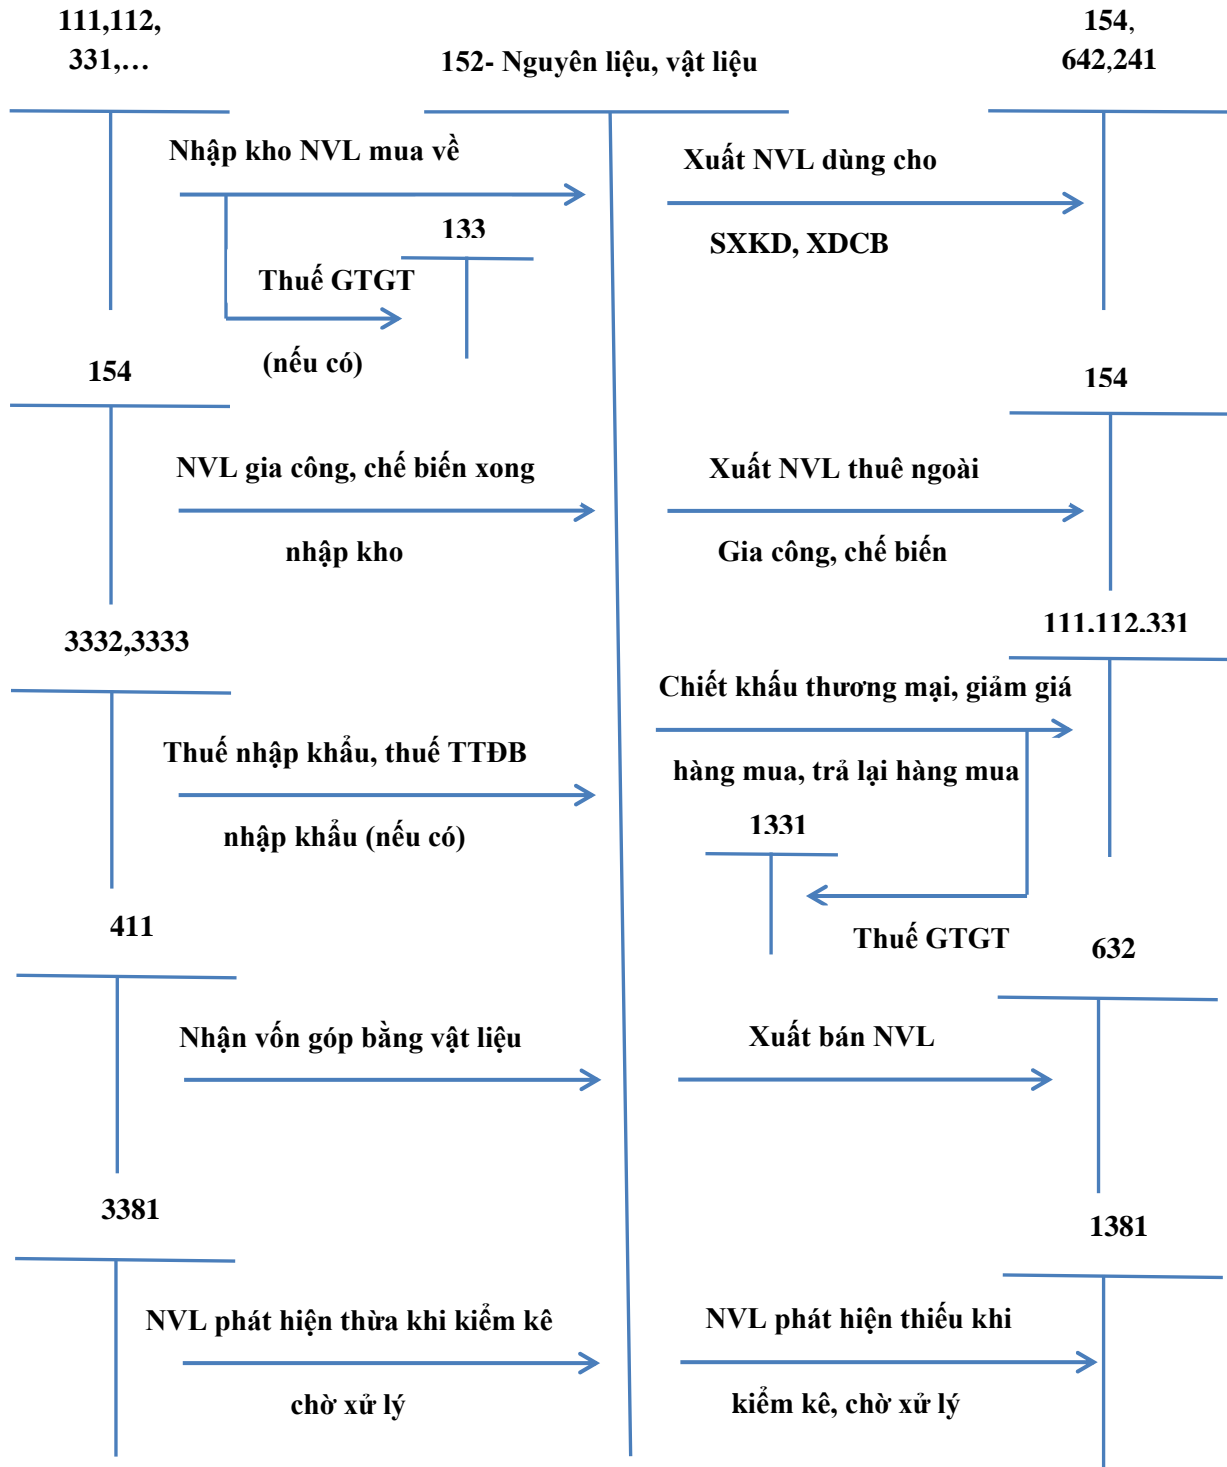 111,112,
331,…
152- Nguyên liệu, vật liệu
154,
642,241
Nhập kho NVL mua về
Xuất NVL dùng cho
133
SXKD, XDCB
Thuế GTGT
(nếu có)
154
154
NVL gia công, chế biến xong
Xuất NVL thuê ngoài
nhập kho
Gia công, chế biến
3332,3333
111,112,331
Chiết khấu thương mại, giảm giá
Thuế nhập khẩu, thuế TTĐB
hàng mua, trả lại hàng mua
nhập khẩu (nếu có)
1331
411
Thuế GTGT
632
Nhận vốn góp bằng vật liệu
Xuất bán NVL
3381
1381
NVL phát hiện thừa khi kiểm kê
NVL phát hiện thiếu khi
chờ xử lý
kiểm kê, chờ xử lý